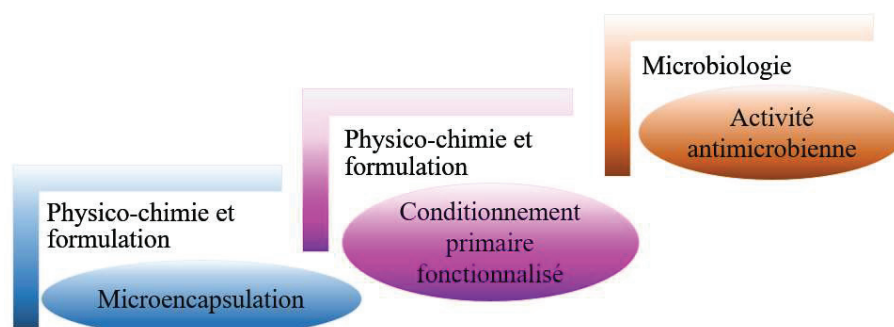 Physico-chimie et
formulation
Microencapsulation
Physico-chimie et
formulation
Conditionnement
primaire
fonctionnalisé
Microbiologie
Activité
antimicrobienne